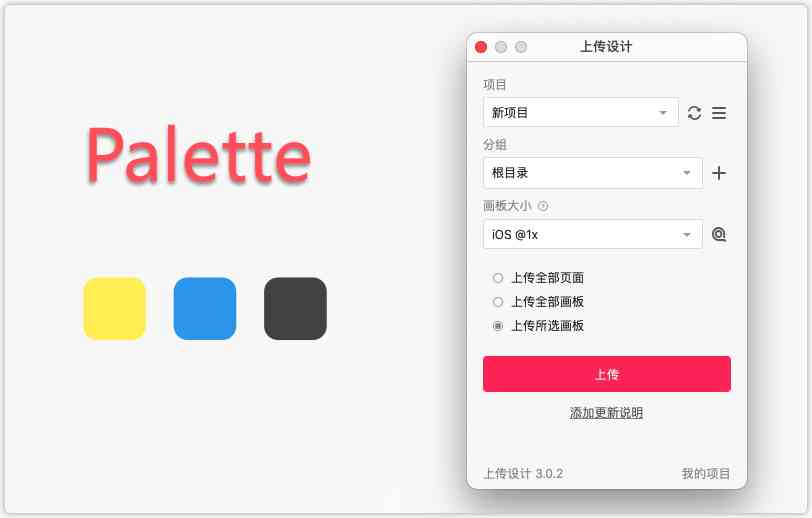 Palette
上传设计
项目
新项目
分组
根目录
画板大小
iOS @1x
上传全部页面
上传全部画板
上传所选画板
上传
添加更新说明
上传设计 3.0.2
我的项目